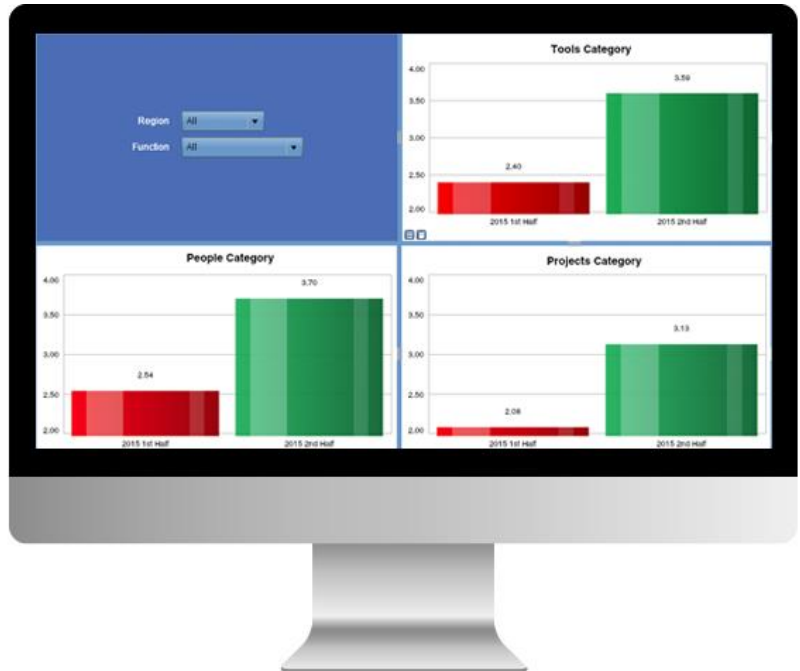 Region All
Function All
Tools Category
4.00
3.59
3.50
3.00
2.40
2.50
2.00
2015 1st Half 2015 2nd Half
People Category
4.00
3.70
3.50
3.00
2.54
2.50
2.00
2015 1st Half 2015 2nd Half
Projects Category
4.00
3.50
3.13
3.00
2.50
2.08
2.00
2015 1st Half 2015 2nd Half